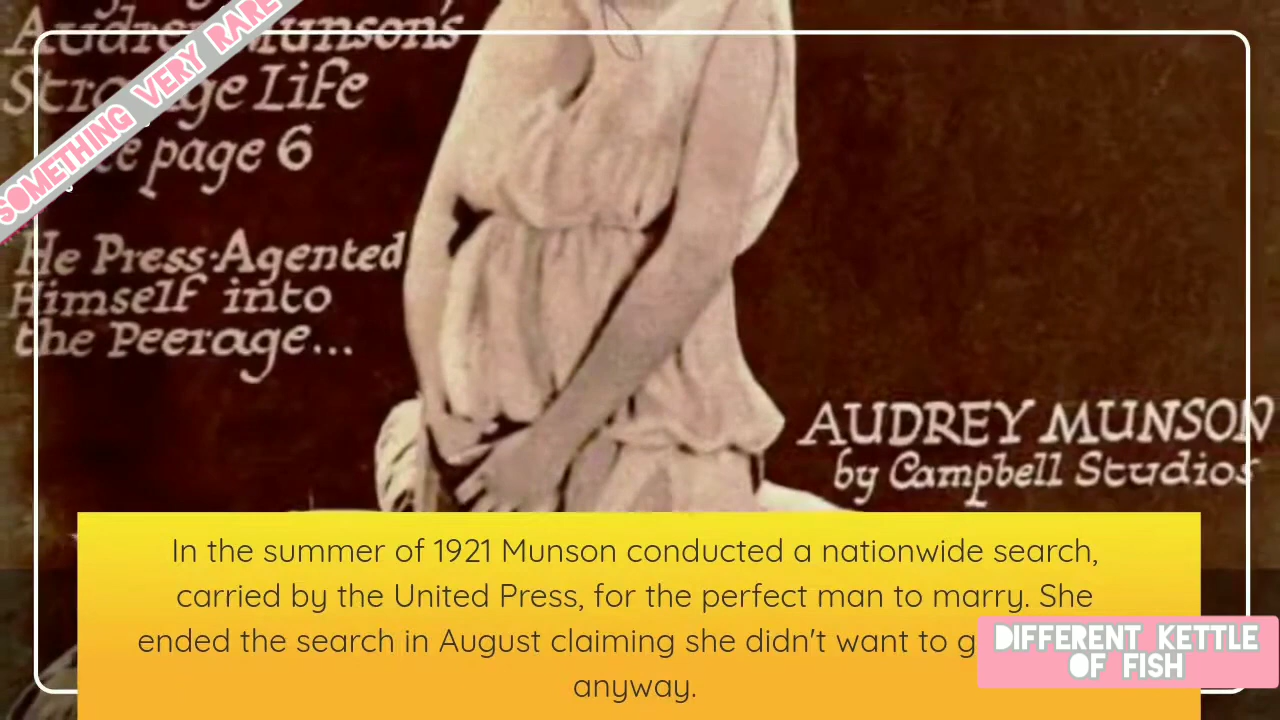 Audrey Munson's
SOMETHING VERY RARE
Strange Life
page 6
He Press-Agented
Himself into
the Peerage...
AUDREY MUNSON
by Campbell Studios
In the summer of 1921 Munson conducted a nationwide search,
carried by the United Press, for the perfect man to marry. She
ended the search in August claiming she didn't want to
anyway.
DIFFERENT KETTLE
OF FISH